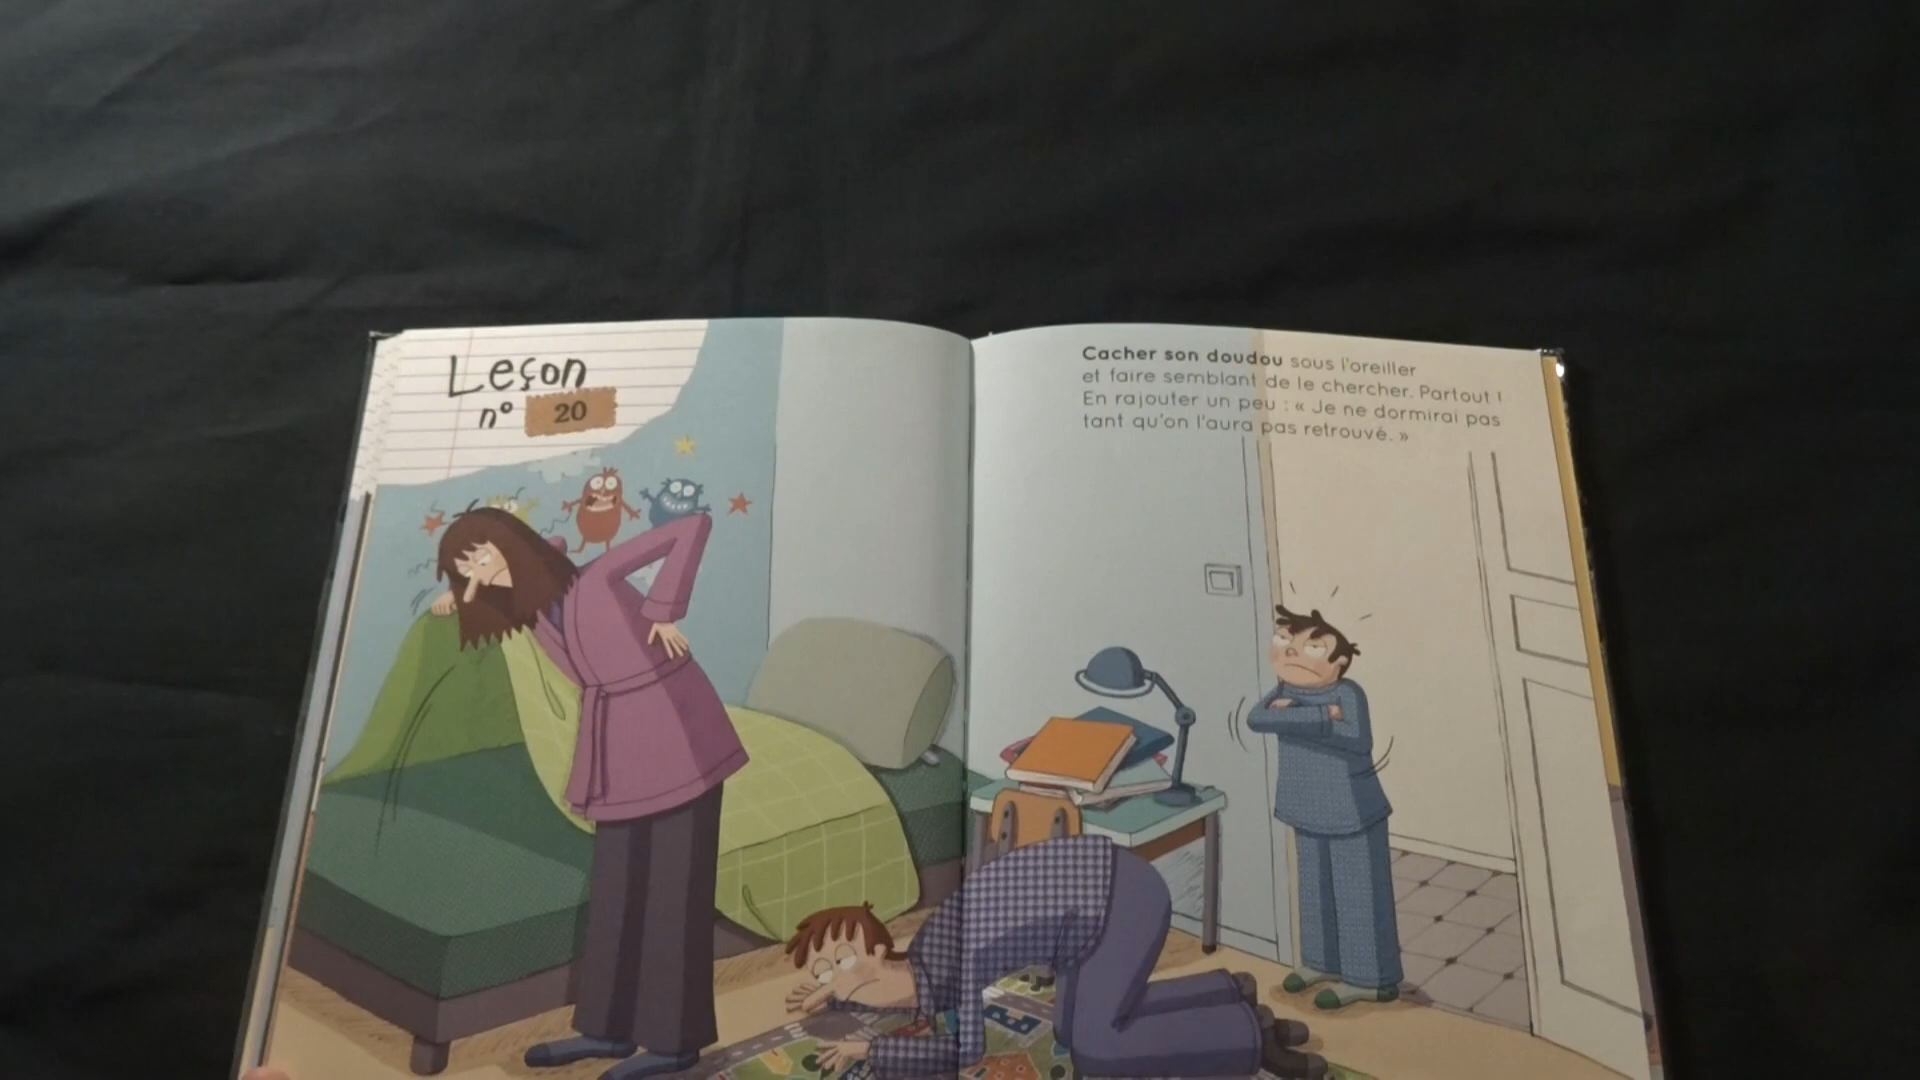 Leçon
n° 20
Cacher son doudou sous l'oreiller
et faire semblant de le chercher. Partout !
En rajouter un peu : « Je ne dormirai pas
tant qu'on l'aura pas retrouvé. »